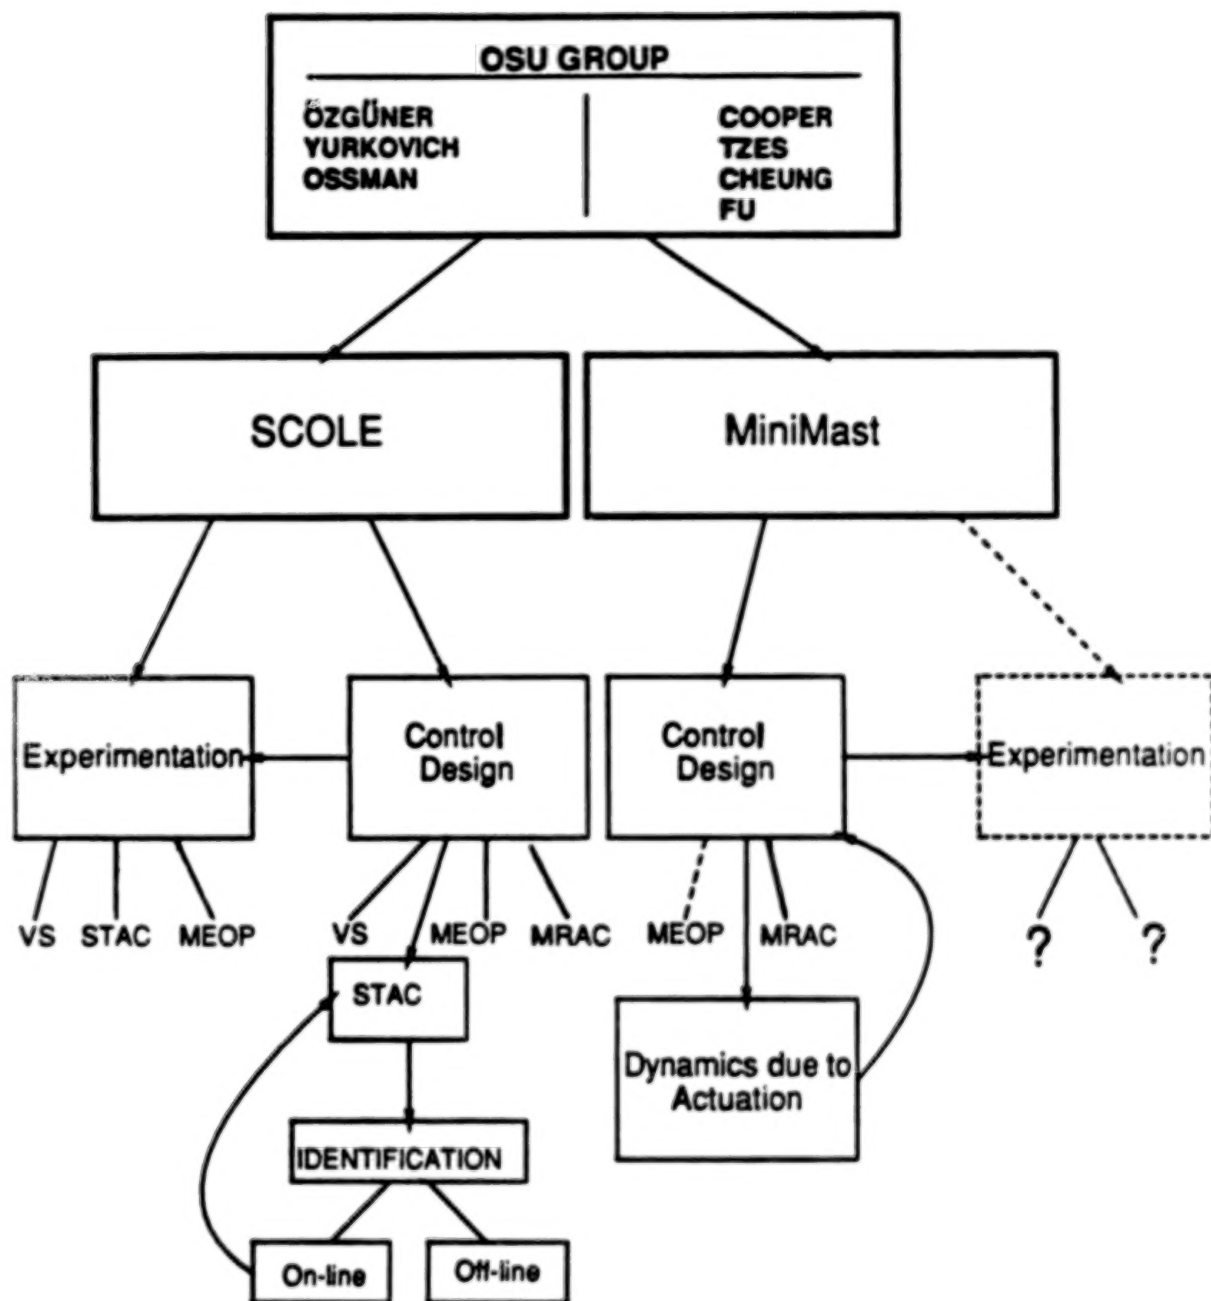 OSU GROUP
ÖZGÜNER
YURKOVICH
OSSMAN
COOPER
TZES
CHEUNG
FU
SCOLE
MiniMast
Experimentation
Control
Design
Control
Design
Experimentation
VS STAC MEOP
VS MEOP MRAC
MEOP MRAC
? ?
STAC
Dynamics due to
Actuation
IDENTIFICATION
On-line
Off-line